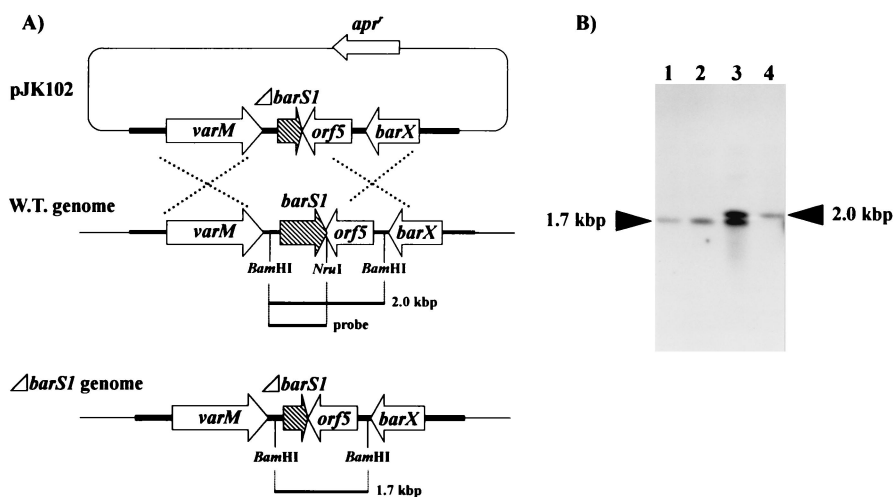 A)
apr^r
pJK102
△barS1
varM
orf5
barX
W.T. genome
barS1
varM
orf5
barX
BamHI
NruI
BamHI
2.0 kbp
probe
△barS1 genome
△barS1
varM
orf5
barX
BamHI
BamHI
1.7 kbp
B)
1 2 3 4
1.7 kbp
2.0 kbp